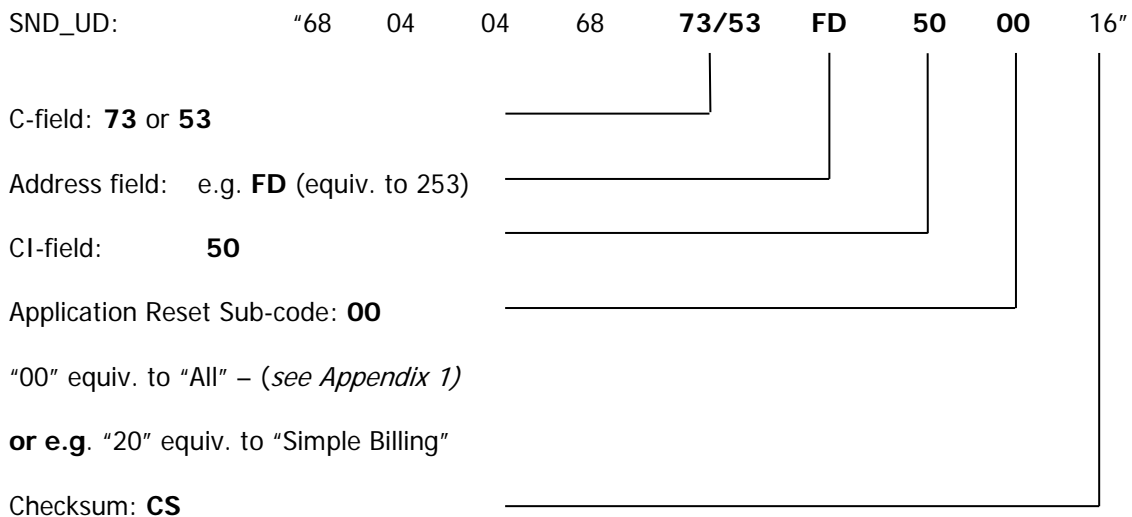 SND_UD: “68 04 04 68 73/53 FD 50 00 16”
C-field: 73 or 53
Address field: e.g. FD (equiv. to 253)
CI-field: 50
Application Reset Sub-code: 00
“00” equiv. to “All” – (see Appendix 1)
or e.g. “20” equiv. to “Simple Billing”
Checksum: CS